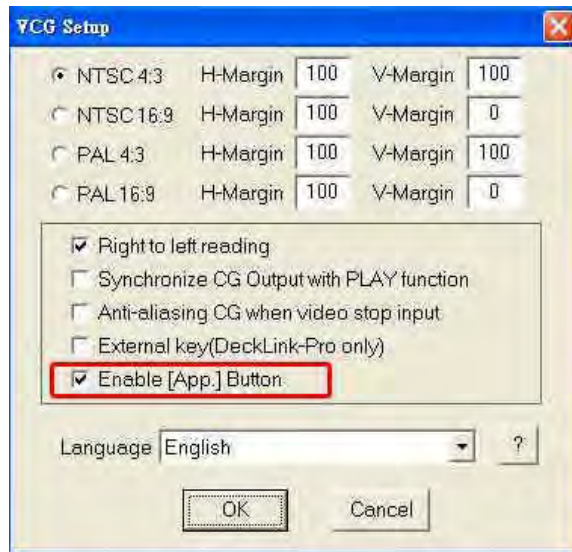 VCG Setup
NTSC 4:3 H-Margin 100 V-Margin 100
NTSC 16:9 H-Margin 100 V-Margin 0
PAL 4:3 H-Margin 100 V-Margin 100
PAL 16:9 H-Margin 100 V-Margin 0
Right to left reading
Synchronize CG Output with PLAY function
Anti-aliasing CG when video stop input
External key(DeckLink-Pro only)
Enable [App.] Button
Language English ?
OK Cancel